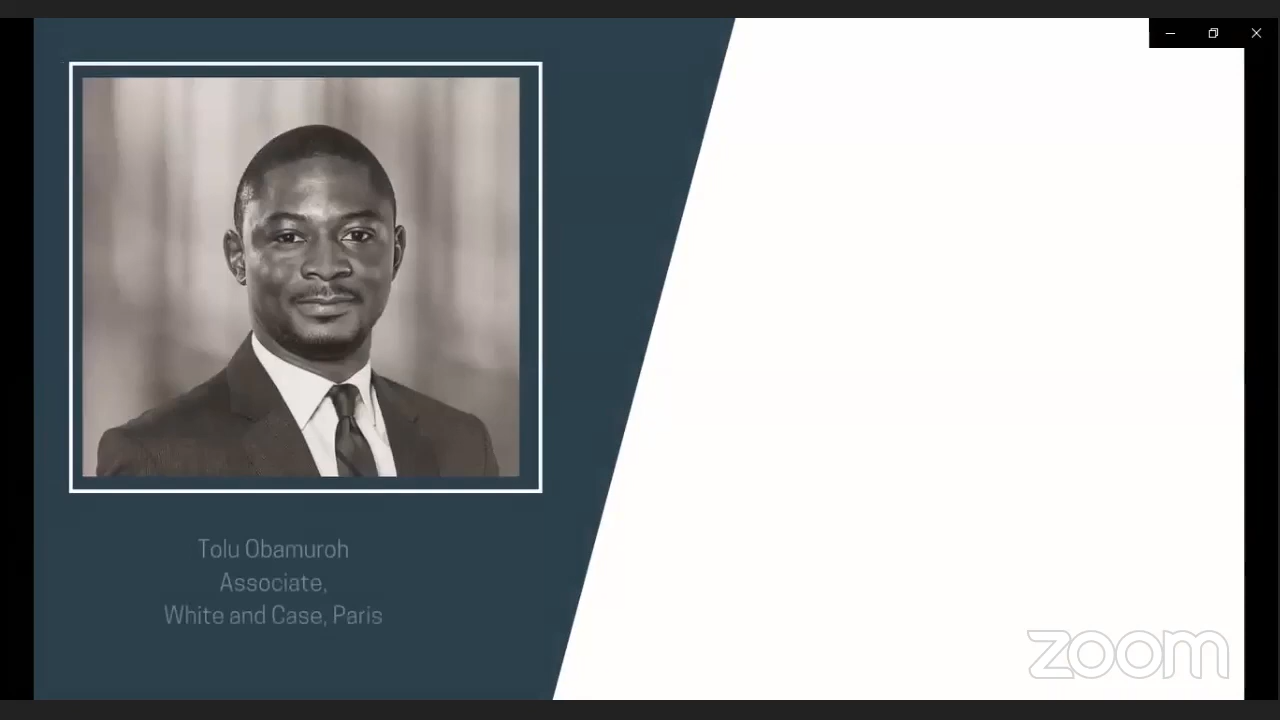 Tolu Obamuroh
Associate,
White and Case, Paris
zoom